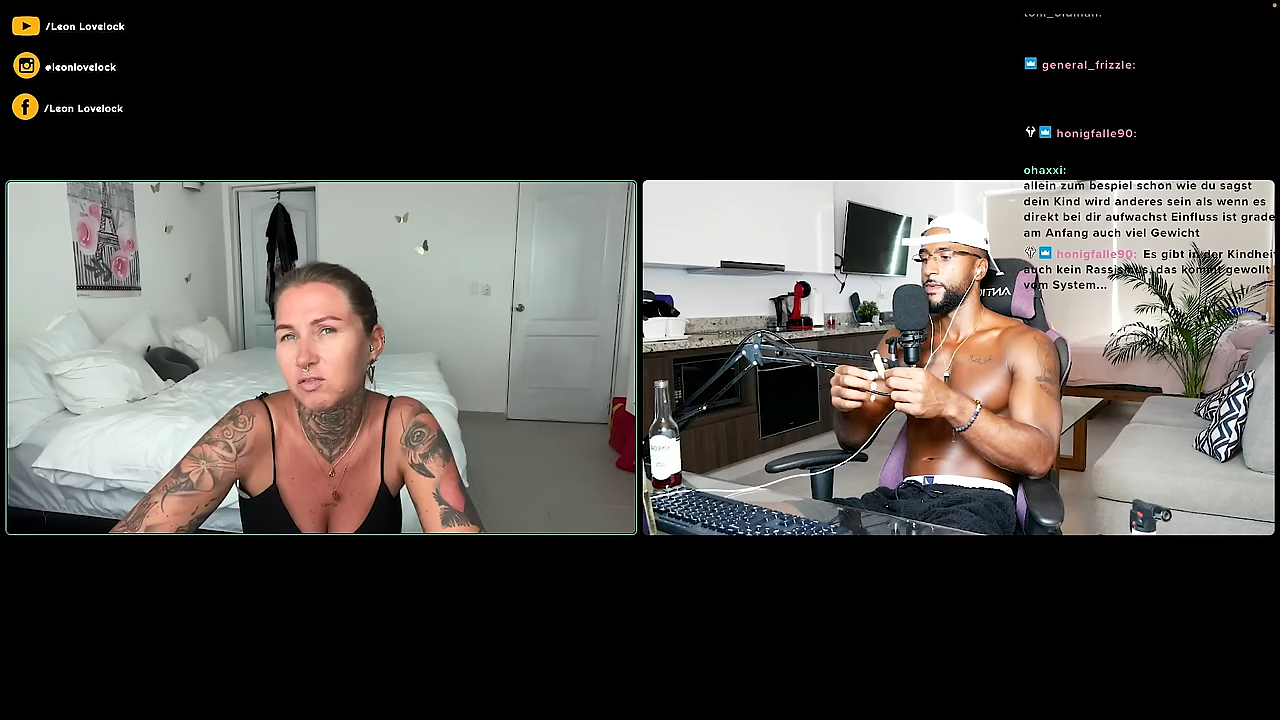 /Leon Lovelock
@leonlovelock
/Leon Lovelock
general_frizzle:
honigfalle90:
ohaxxi:
allein zum bespiel schon wie du sagst
dein Kind wird anderes sein als wenn es
direkt bei dir aufwachst Einfluss ist grade
am Anfang auch viel Gewicht
honigfalle90: Es gibt in der Kindhei
auch kein Rassismus, das kommt gewollt
vom System...